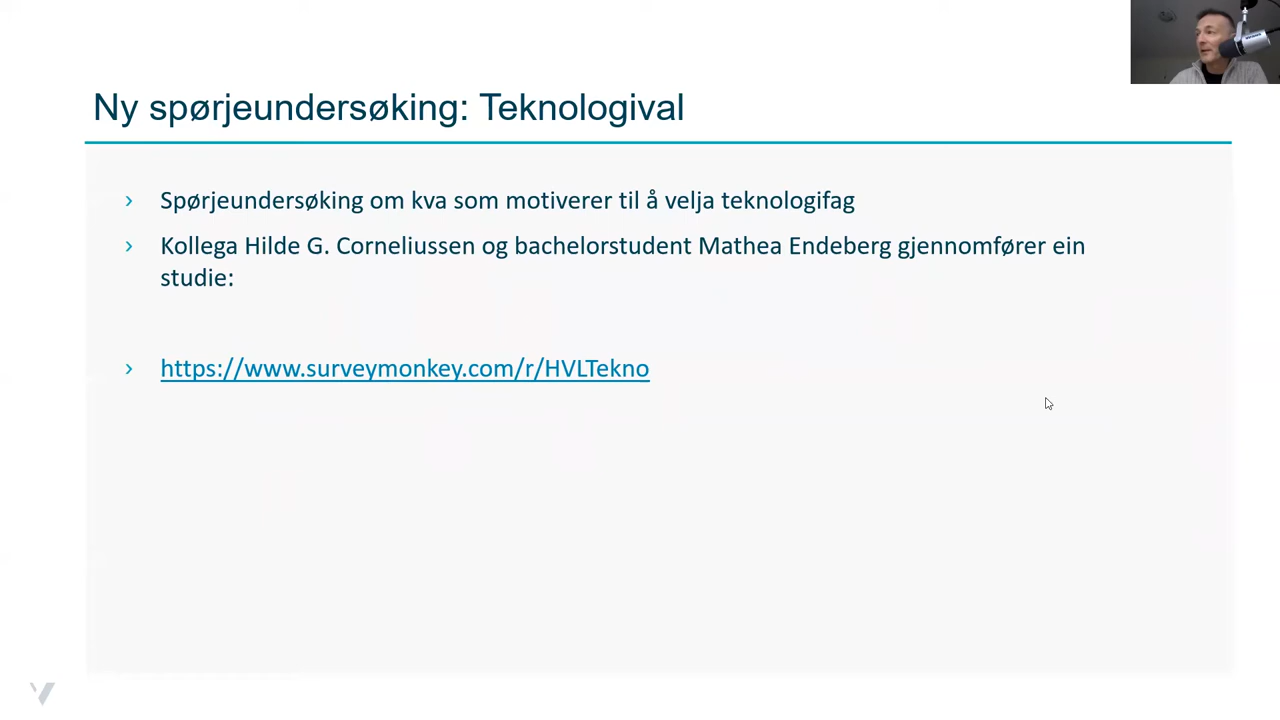 Ny spørjeundersøking: Teknologival
› Spørjeundersøking om kva som motiverer til å velja teknologifag
› Kollega Hilde G. Corneliussen og bachelorstudent Mathea Endeberg gjennomfører ein
studie:
› https://www.surveymonkey.com/r/HVLTekno